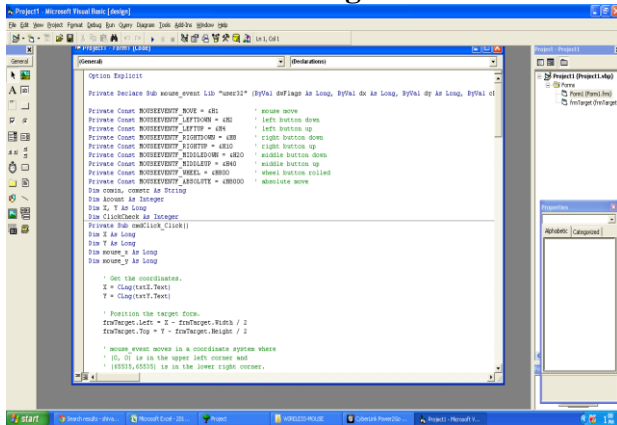 Project1 - Microsoft Visual Basic [design]
File Edit View Project Format Debug Run Query Diagram Tools Add-Ins Window Help
Ln 1, Col 1
Project1 - Form1 (Code)
General
(General) (Declarations)
Option Explicit
Private Declare Sub mouse_event Lib "user32" (ByVal dwFlags As Long, ByVal dx As Long, ByVal dy As Long, ByVal
Private Const MOUSEEVENTF_MOVE = &H1 ' mouse move
Private Const MOUSEEVENTF_LEFTDOWN = &H2 ' left button down
Private Const MOUSEEVENTF_LEFTUP = &H4 ' left button up
Private Const MOUSEEVENTF_RIGHTDOWN = &H8 ' right button down
Private Const MOUSEEVENTF_RIGHTUP = &H10 ' right button up
Private Const MOUSEEVENTF_MIDDLEDOWN = &H20 ' middle button down
Private Const MOUSEEVENTF_MIDDLEUP = &H40 ' middle button up
Private Const MOUSEEVENTF_WHEEL = &H800 ' wheel button rolled
Private Const MOUSEEVENTF_ABSOLUTE = &H8000 ' absolute move
Dim comin, comstr As String
Dim Acount As Integer
Dim X, Y As Long
Dim ClickCheck As Integer
Private Sub cmdClick_Click()
Dim X As Long
Dim Y As Long
Dim mouse_x As Long
Dim mouse_y As Long
' Get the coordinates.
X = CLng(txtX.Text)
Y = CLng(txtY.Text)
' Position the target form.
frmTarget.Left = X - frmTarget.Width / 2
frmTarget.Top = Y - frmTarget.Height / 2
' mouse_event moves in a coordinate system where
' (0, 0) is in the upper left corner and
' (65535,65535) is in the lower right corner.
Project - Project1
Project1 (Project1.vbp)
Forms
Form1 (Form1.frm)
frmTarget (frmTarget
Properties
Alphabetic Categorized
start
Search results - shiva...
Microsoft Excel - 201...
Project
WIRELESS-MOUSE
CyberLink Power2Go ...
Project1 - Microsoft V...